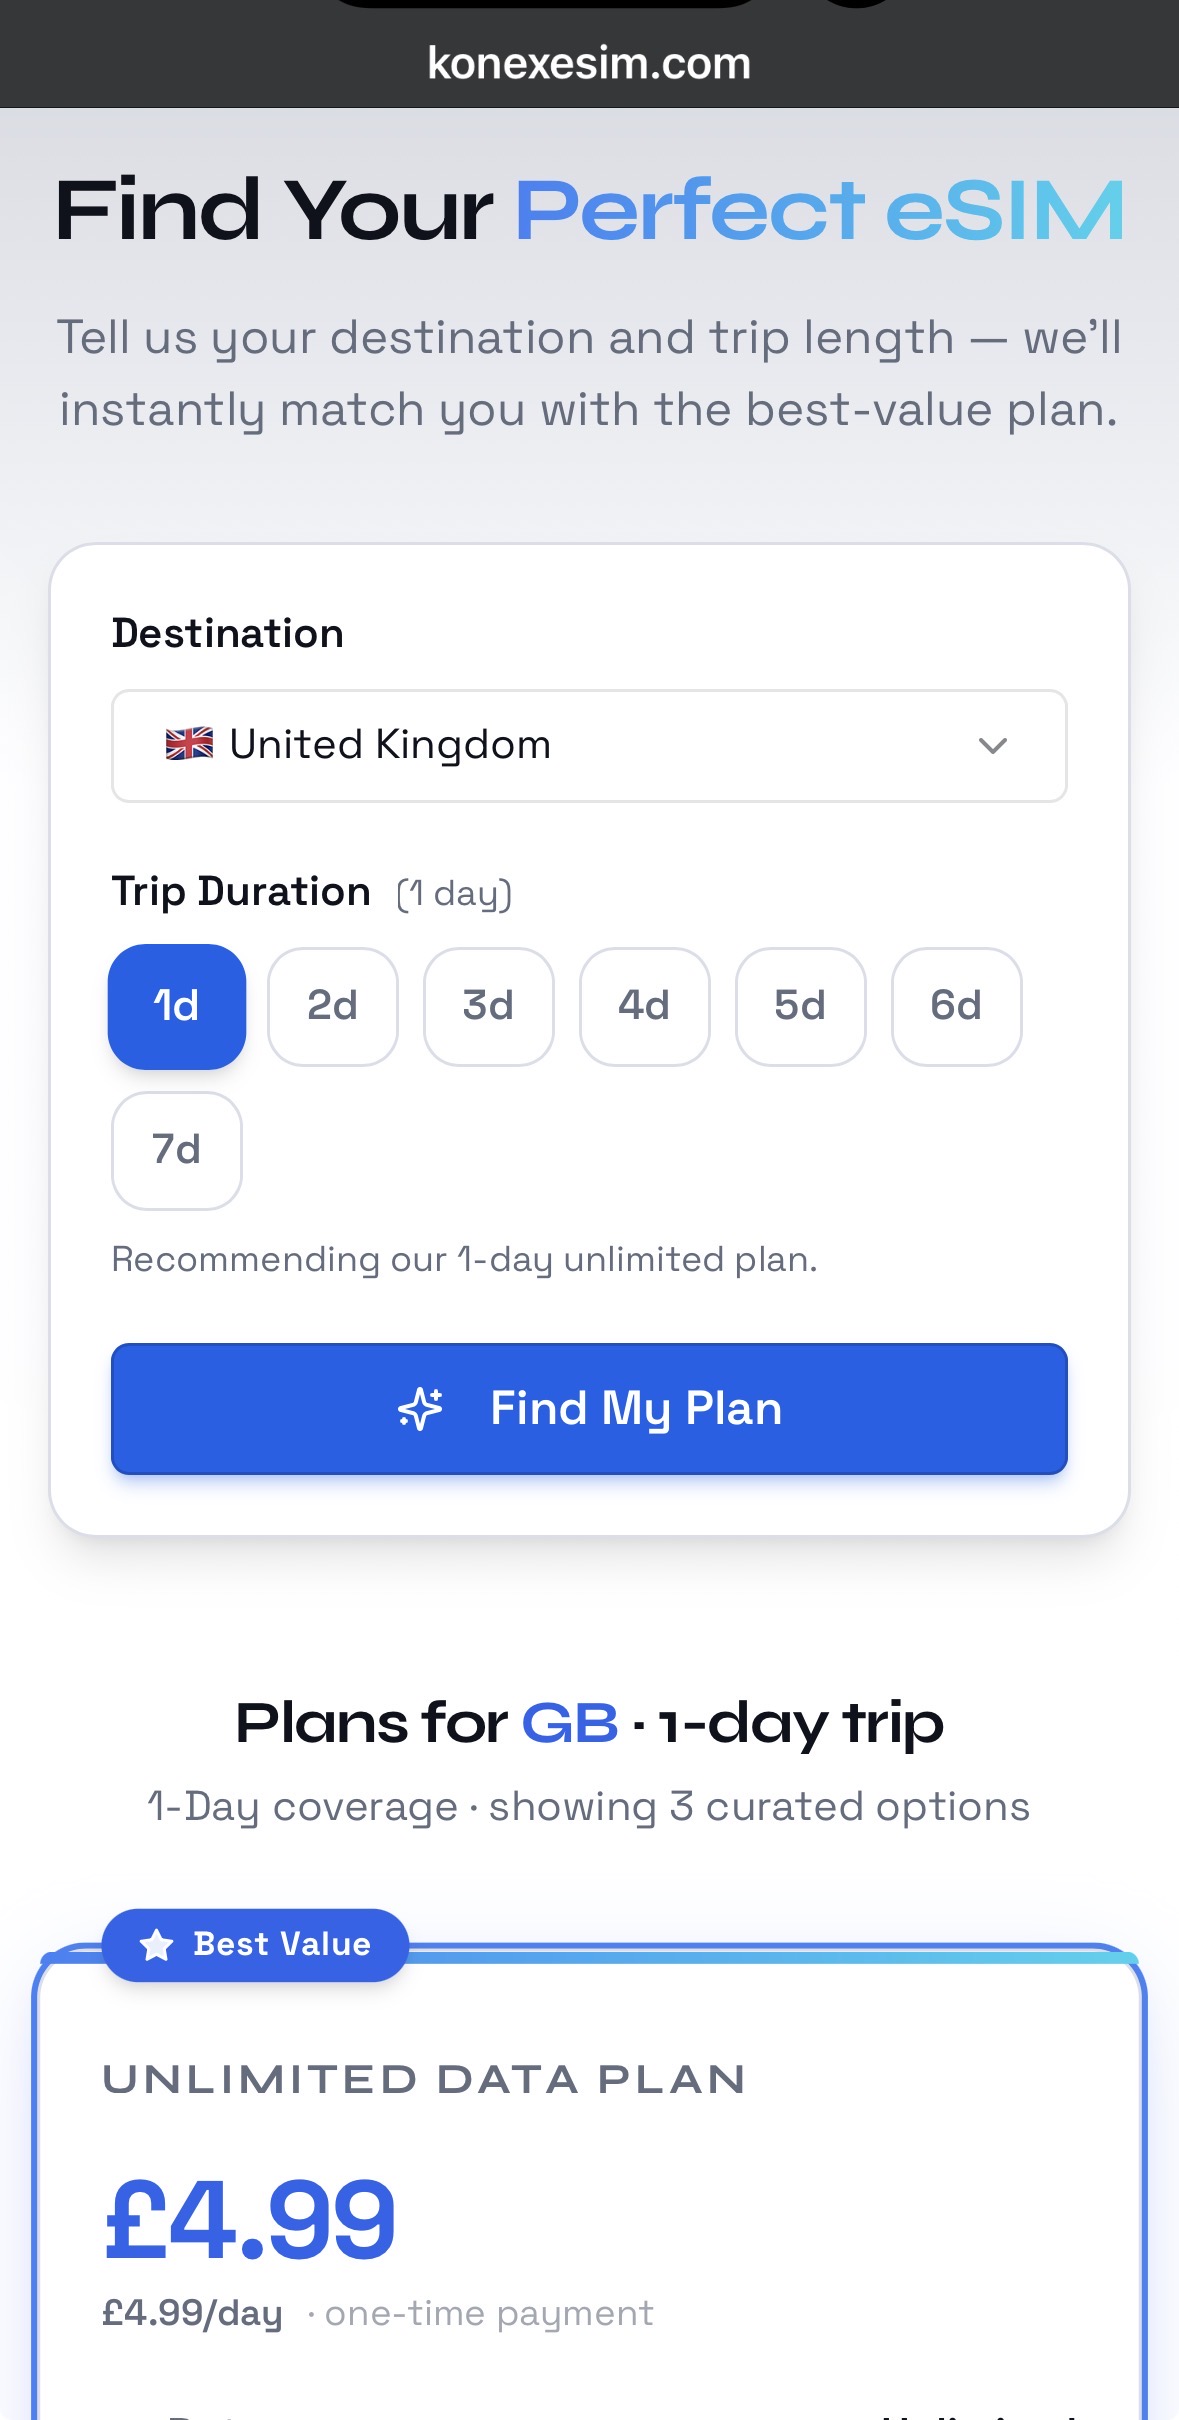 konexesim.com
Find Your Perfect eSIM
Tell us your destination and trip length — we’ll
instantly match you with the best-value plan.
Destination
🇬🇧 United Kingdom
Trip Duration (1 day)
1d 2d 3d 4d 5d 6d
7d
Recommending our 1-day unlimited plan.
Find My Plan
Plans for GB · 1-day trip
1-Day coverage · showing 3 curated options
Best Value
UNLIMITED DATA PLAN
£4.99
£4.99/day · one-time payment